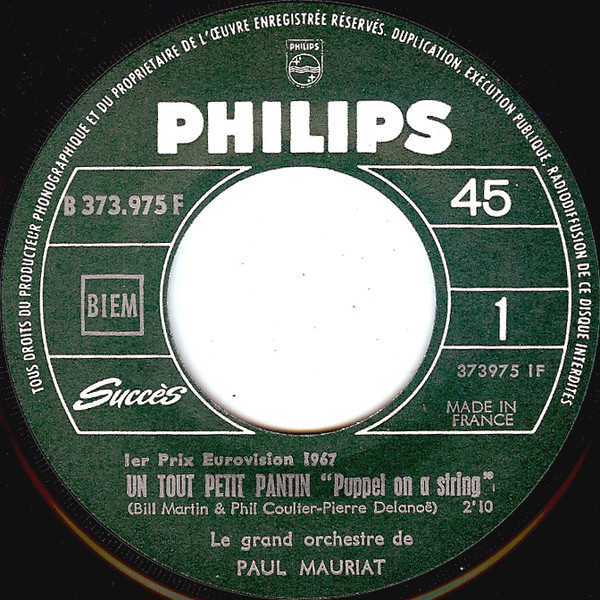 TOUS DROITS DU PRODUCTEUR PHONOGRAPHIQUE ET DU PROPRIÉTAIRE DE L'ŒUVRE ENREGISTRÉE RÉSERVÉS. DUPLICATION, EXÉCUTION PUBLIQUE, RADIODIFFUSION DE CE DISQUE INTERDITES
PHILIPS
PHILIPS
B 373.975 F
45
BIEM
1
373975 1F
Succès
MADE IN
FRANCE
1er Prix Eurovision 1967
UN TOUT PETIT PANTIN "Puppet on a string"
(Bill Martin & Phil Coulter-Pierre Delanoë) 2'10
Le grand orchestre de
PAUL MAURIAT